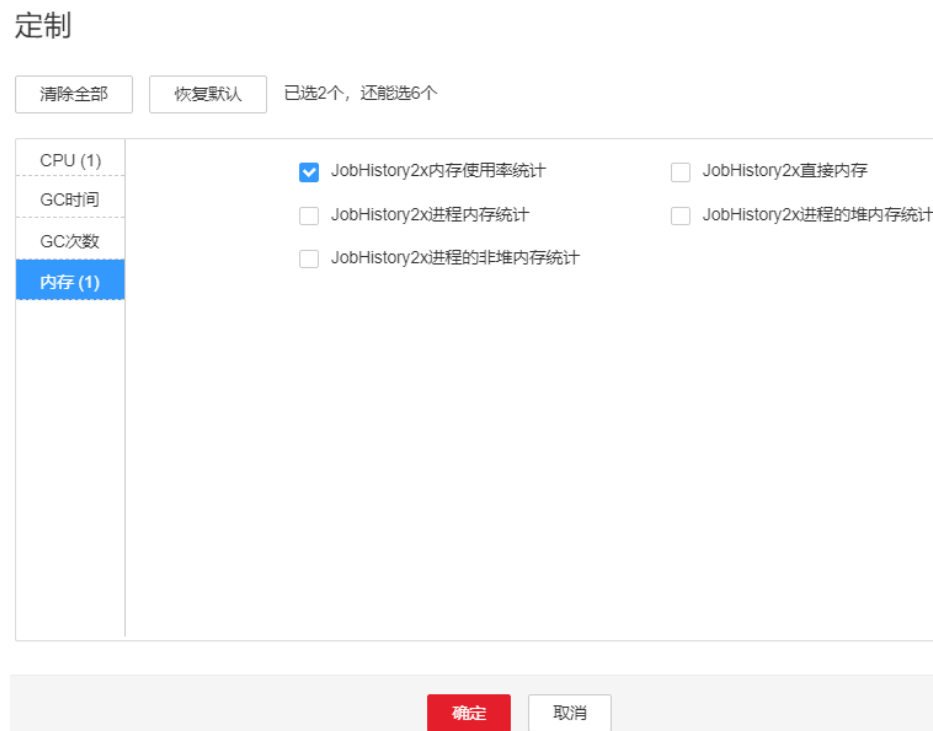 定制
清除全部 恢复默认 已选2个，还能选6个
CPU (1)
GC时间
GC次数
内存 (1)
JobHistory2x内存使用率统计 JobHistory2x直接内存
JobHistory2x进程内存统计 JobHistory2x进程的堆内存统计
JobHistory2x进程的非堆内存统计
确定 取消